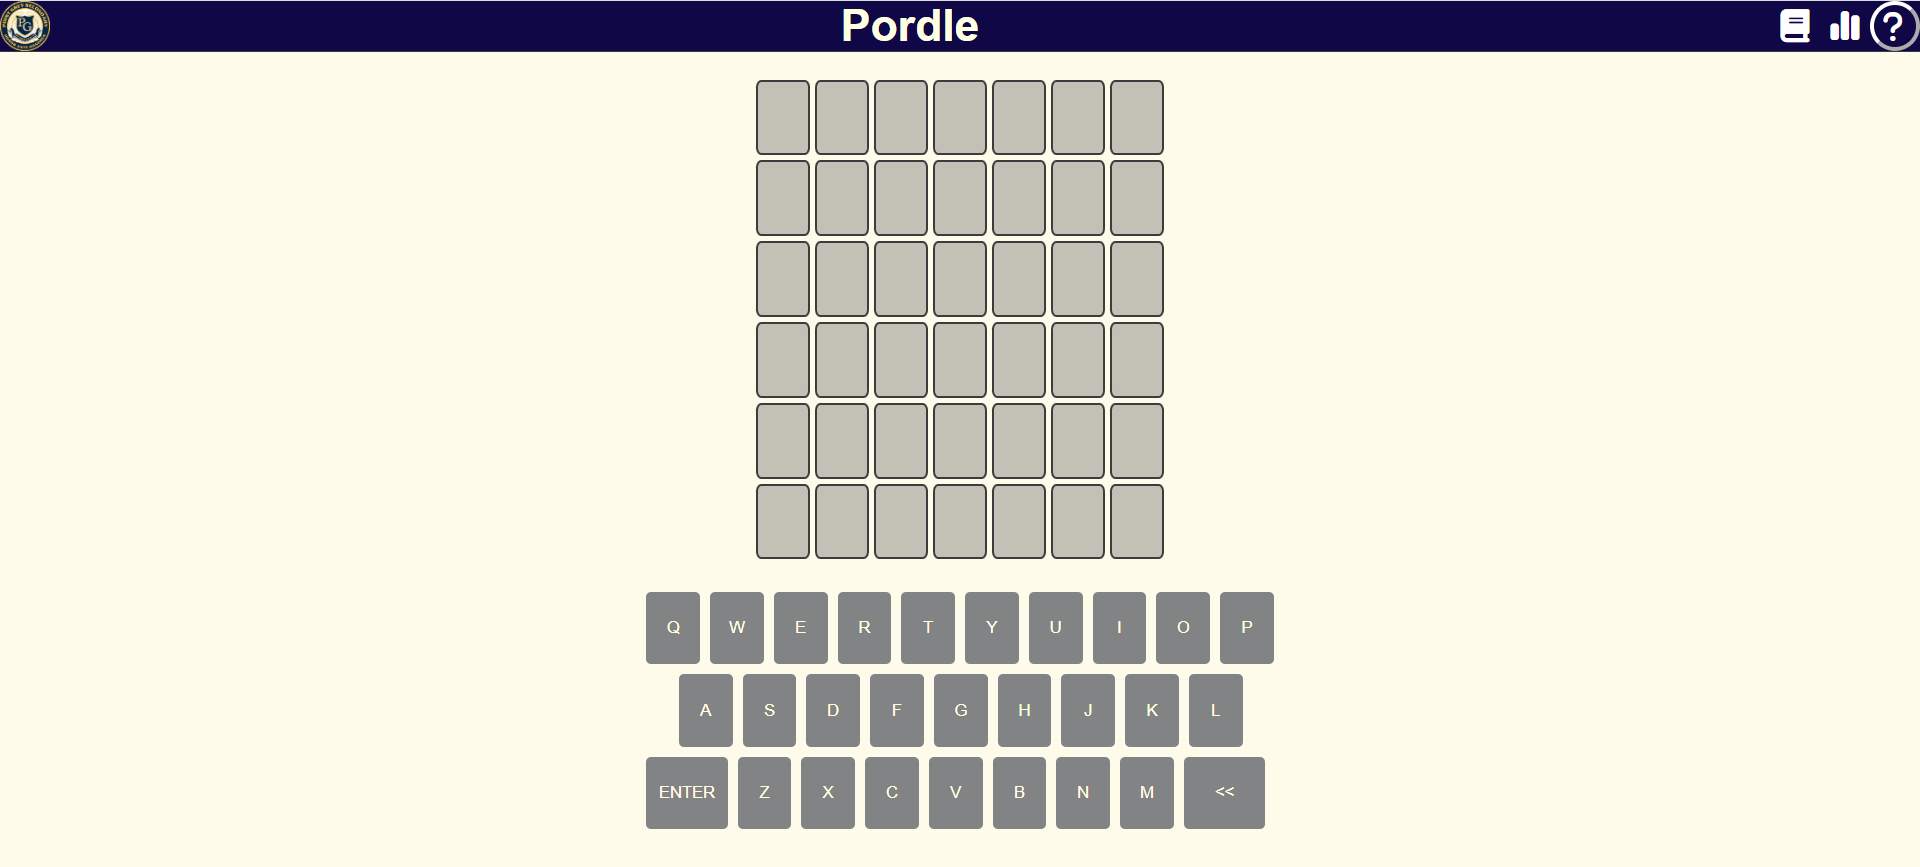 Pordle
?
Q W E R T Y U I O P
A S D F G H J K L
ENTER Z X C V B N M <<